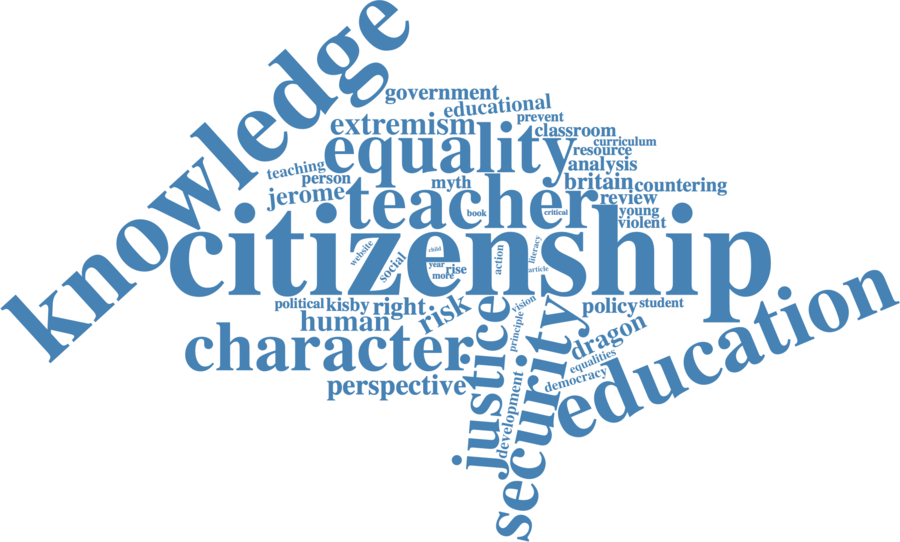 knowledge
government
educational
prevent
extremism
classroom
equality
curriculum
resource
analysis
teaching
person
myth
britain
countering
jerome
teacher
review
book
critical
young
violent
citizenship
website
social
child
year
more
rise
action
literacy
article
political
kisby
right
risk
vision
policy
student
human
principle
character
justice
dragon
equalities
democracy
perspective
development
security
education